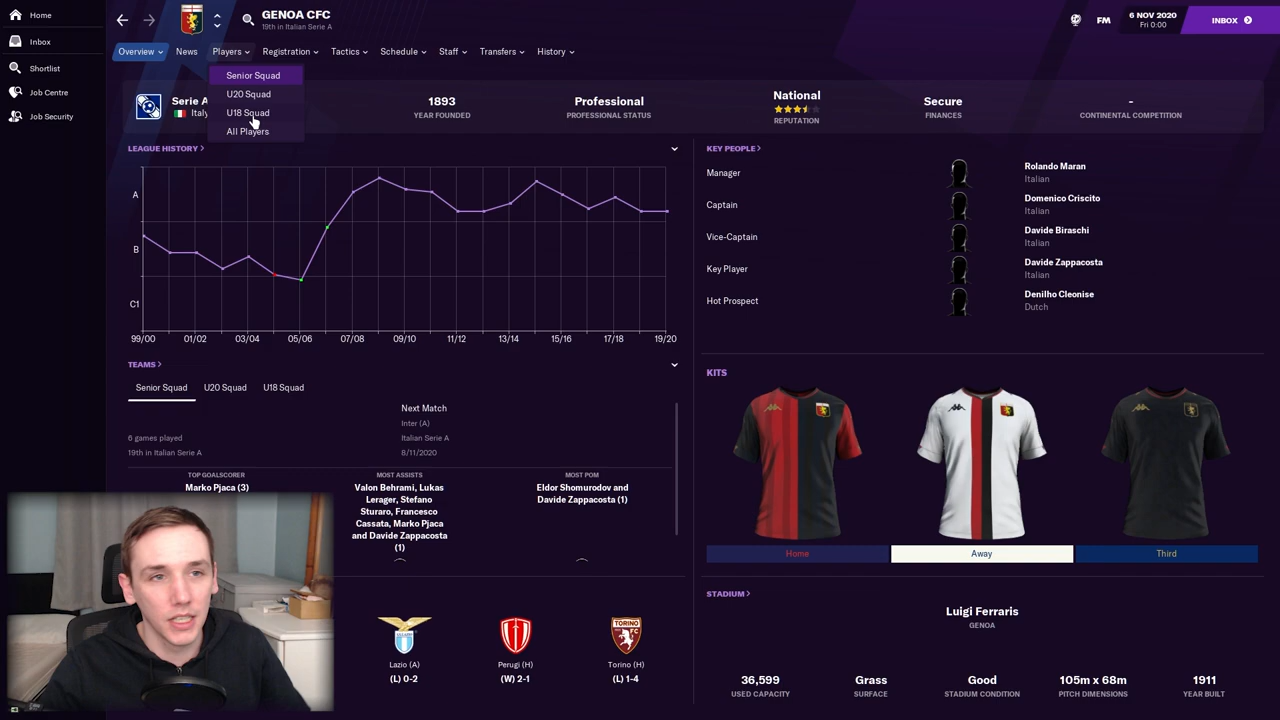 Home
Inbox
Shortlist
Job Centre
Job Security
GENOA CFC
19th in Italian Serie A
FM
6 NOV 2020
Fri 0:00
INBOX
Overview
News
Players
Registration
Tactics
Schedule
Staff
Transfers
History
Senior Squad
U20 Squad
U18 Squad
All Players
Serie A
Italy
1893
YEAR FOUNDED
Professional
PROFESSIONAL STATUS
National
REPUTATION
Secure
FINANCES
-
CONTINENTAL COMPETITION
LEAGUE HISTORY
A
B
C1
99/00 01/02 03/04 05/06 07/08 09/10 11/12 13/14 15/16 17/18 19/20
TEAMS
Senior Squad
U20 Squad
U18 Squad
Next Match
Inter (A)
6 games played
Italian Serie A
19th in Italian Serie A
8/11/2020
TOP GOALSCORER
Marko Pjaca (3)
MOST ASSISTS
Valon Behrami, Lukas
Lerager, Stefano
Sturaro, Francesco
Cassata, Marko Pjaca
and Davide Zappacosta
(1)
MOST POM
Eldor Shomurodov and
Davide Zappacosta (1)
Lazio (A)
(L) 0-2
Perugi (H)
(W) 2-1
TORINO
Torino (H)
(L) 1-4
KEY PEOPLE
Manager
Rolando Maran
Italian
Captain
Domenico Criscito
Italian
Vice-Captain
Davide Biraschi
Italian
Key Player
Davide Zappacosta
Italian
Hot Prospect
Denilho Cleonise
Dutch
KITS
Home
Away
Third
STADIUM
Luigi Ferraris
GENOA
36,599
USED CAPACITY
Grass
SURFACE
Good
STADIUM CONDITION
105m x 68m
PITCH DIMENSIONS
1911
YEAR BUILT